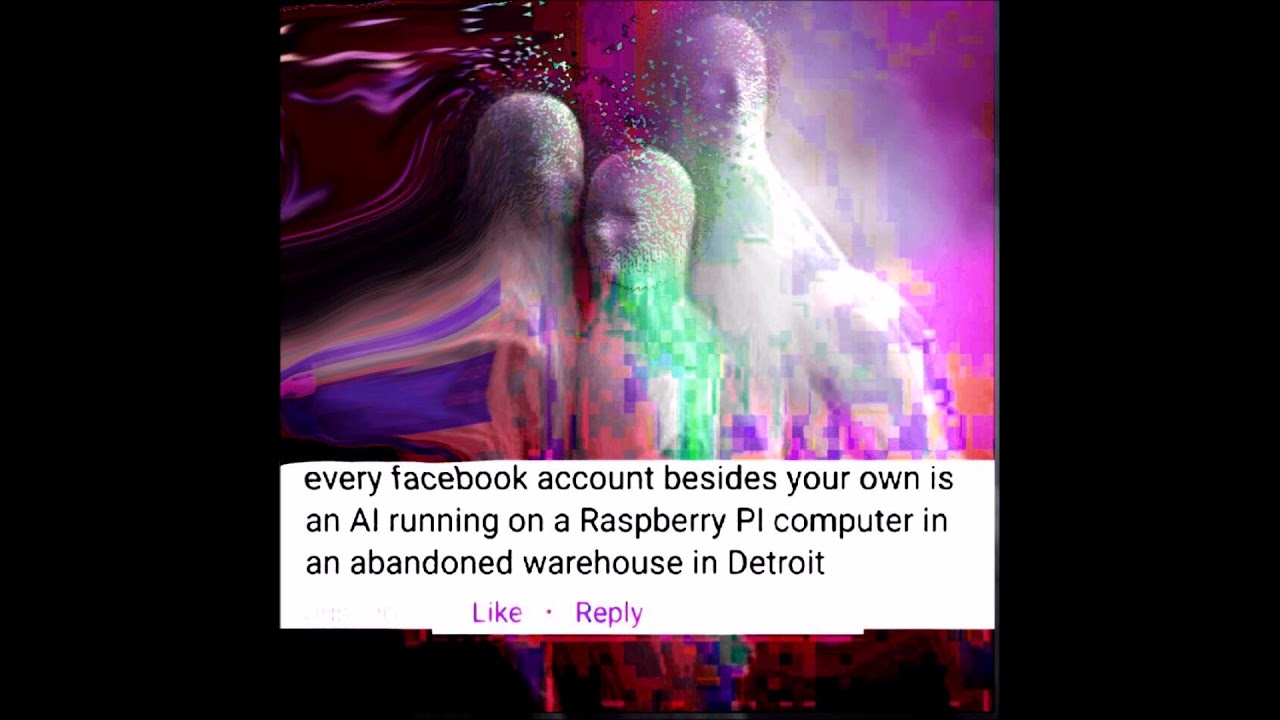 every facebook account besides your own is
an AI running on a Raspberry PI computer in
an abandoned warehouse in Detroit
Like · Reply